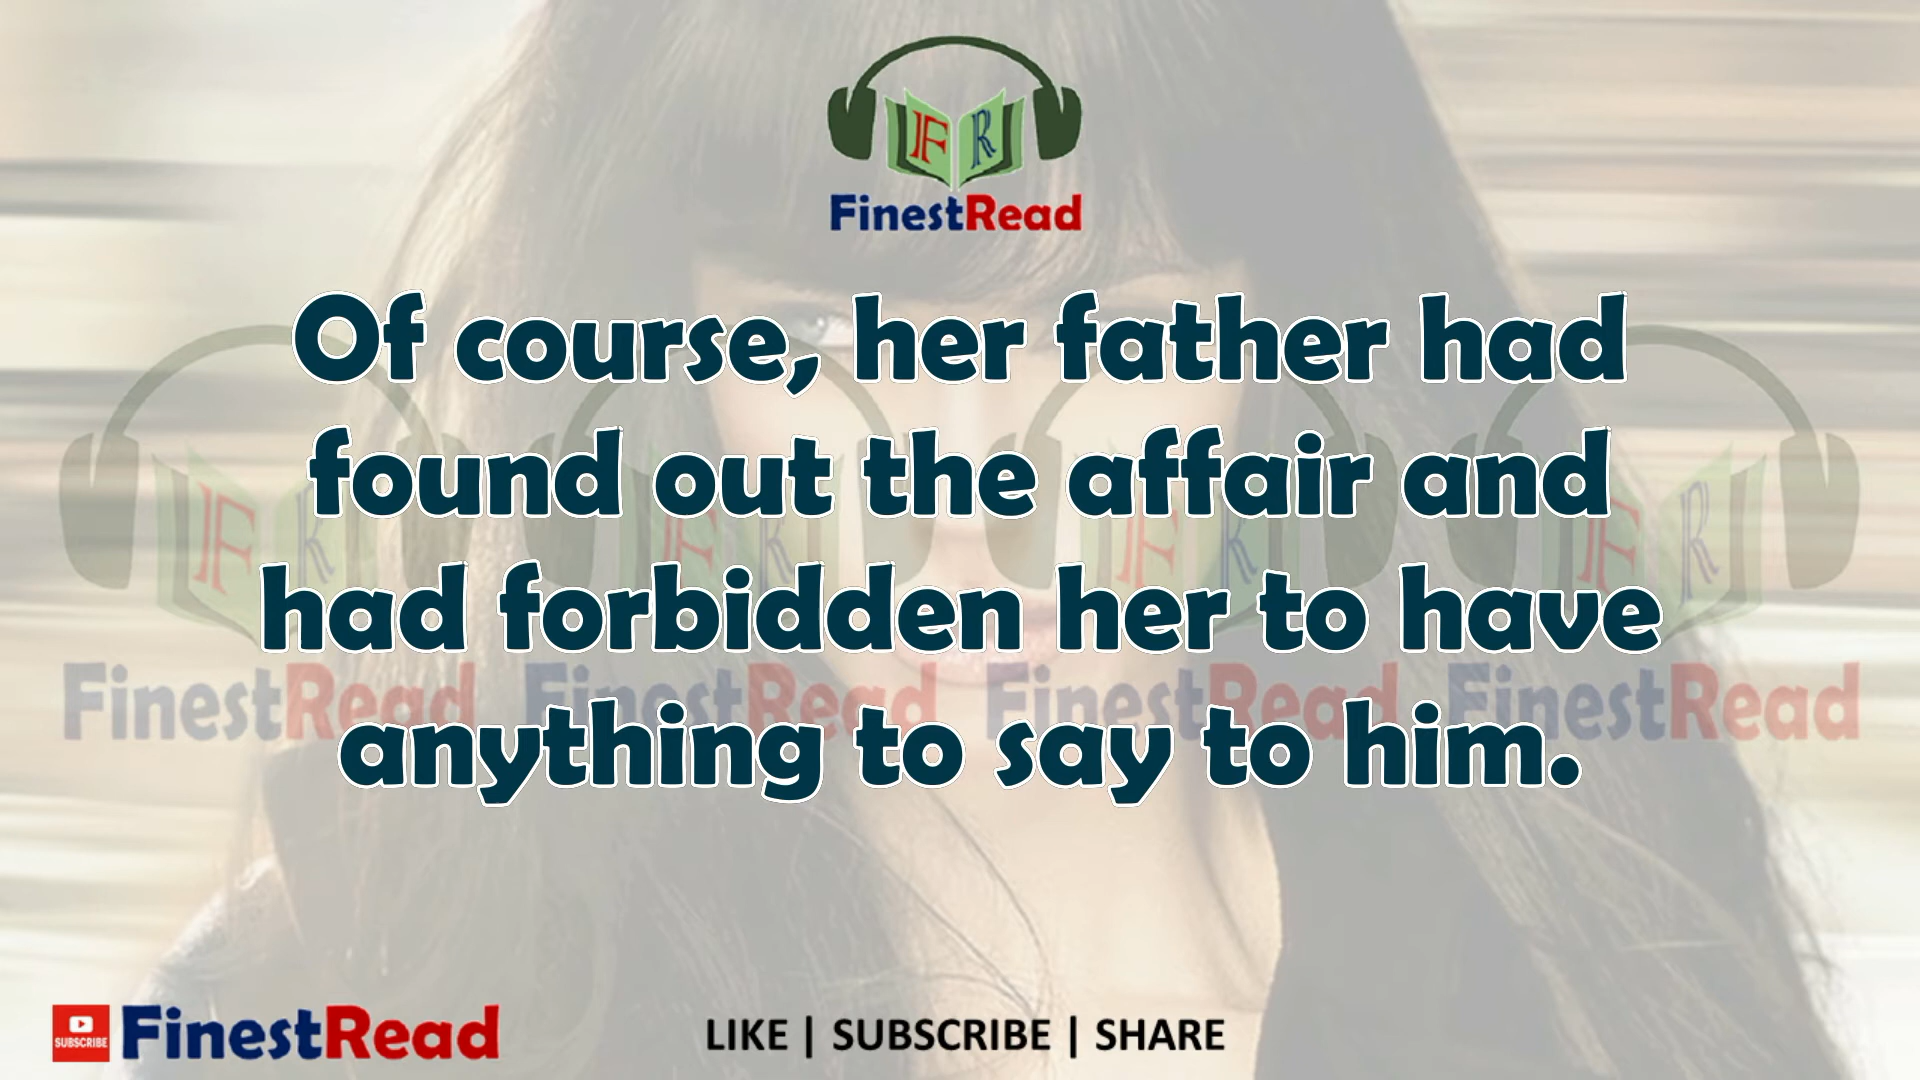 F R
FinestRead
Of course, her father had
found out the affair and
had forbidden her to have
anything to say to him.
F R F R F R F R
FinestRead FinestRead FinestRead FinestRead
SUBSCRIBE FinestRead
LIKE | SUBSCRIBE | SHARE